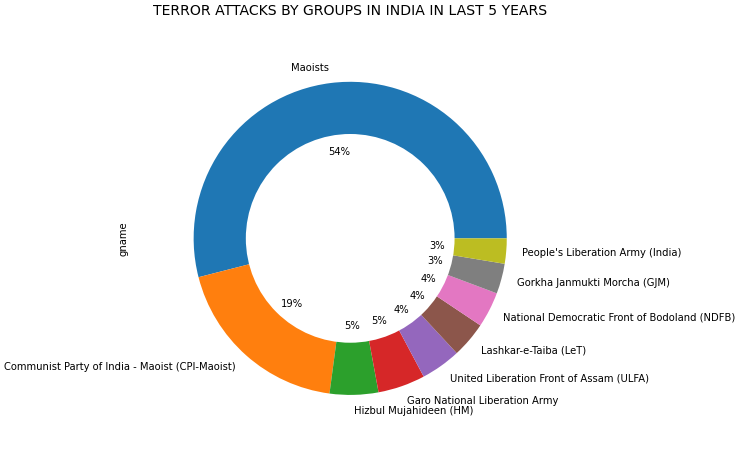 TERROR ATTACKS BY GROUPS IN INDIA IN LAST 5 YEARS
Maoists
54%
gname
3%
People's Liberation Army (India)
3%
Gorkha Janmukti Morcha (GJM)
4%
National Democratic Front of Bodoland (NDFB)
4%
Lashkar-e-Taiba (LeT)
4%
United Liberation Front of Assam (ULFA)
5%
Garo National Liberation Army
5%
Hizbul Mujahideen (HM)
19%
Communist Party of India - Maoist (CPI-Maoist)